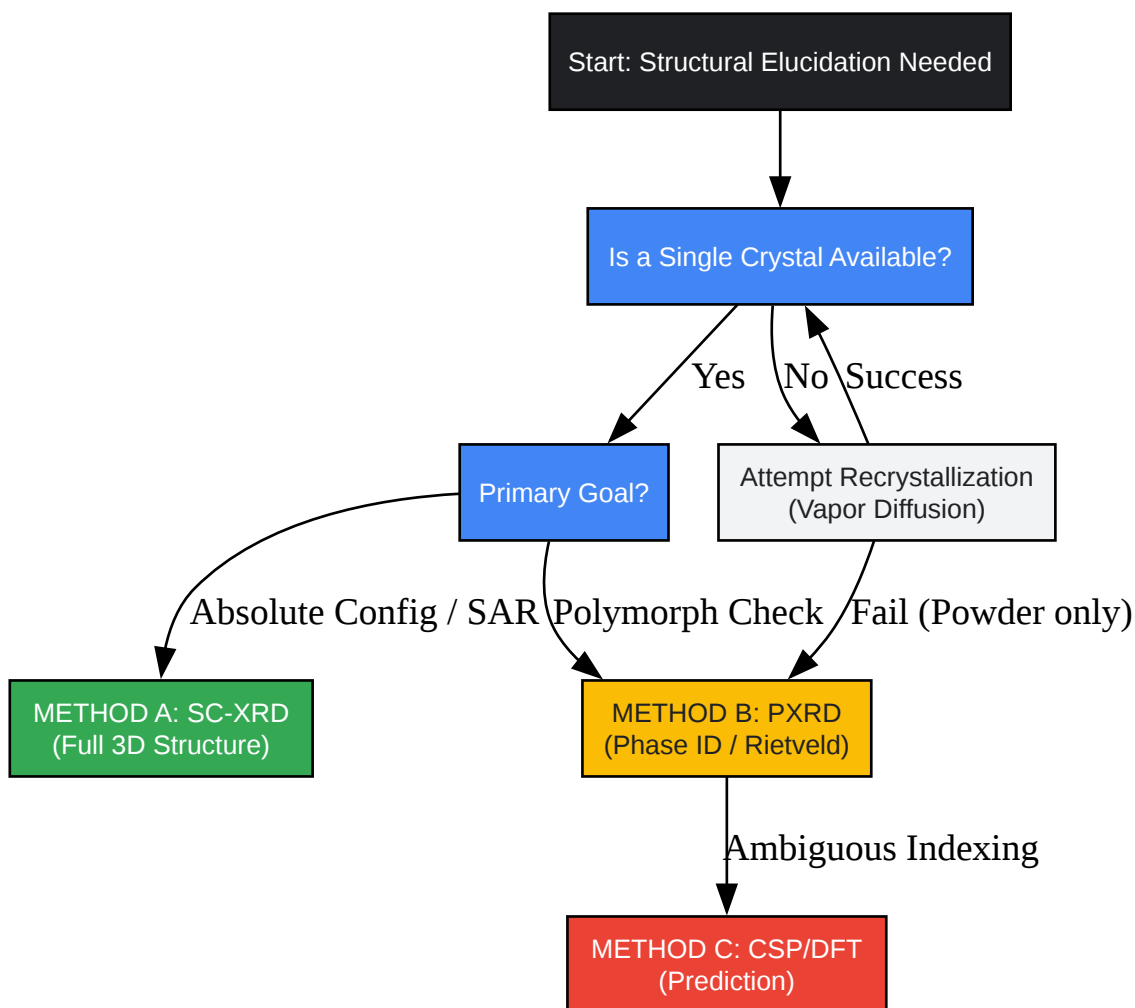 Start: Structural Elucidation Needed
Is a Single Crystal Available?
Yes
No
Success
Primary Goal?
Attempt Recrystallization
(Vapor Diffusion)
Absolute Config / SAR
Polymorph Check
Fail (Powder only)
METHOD A: SC-XRD
(Full 3D Structure)
METHOD B: PXRD
(Phase ID / Rietveld)
Ambiguous Indexing
METHOD C: CSP/DFT
(Prediction)